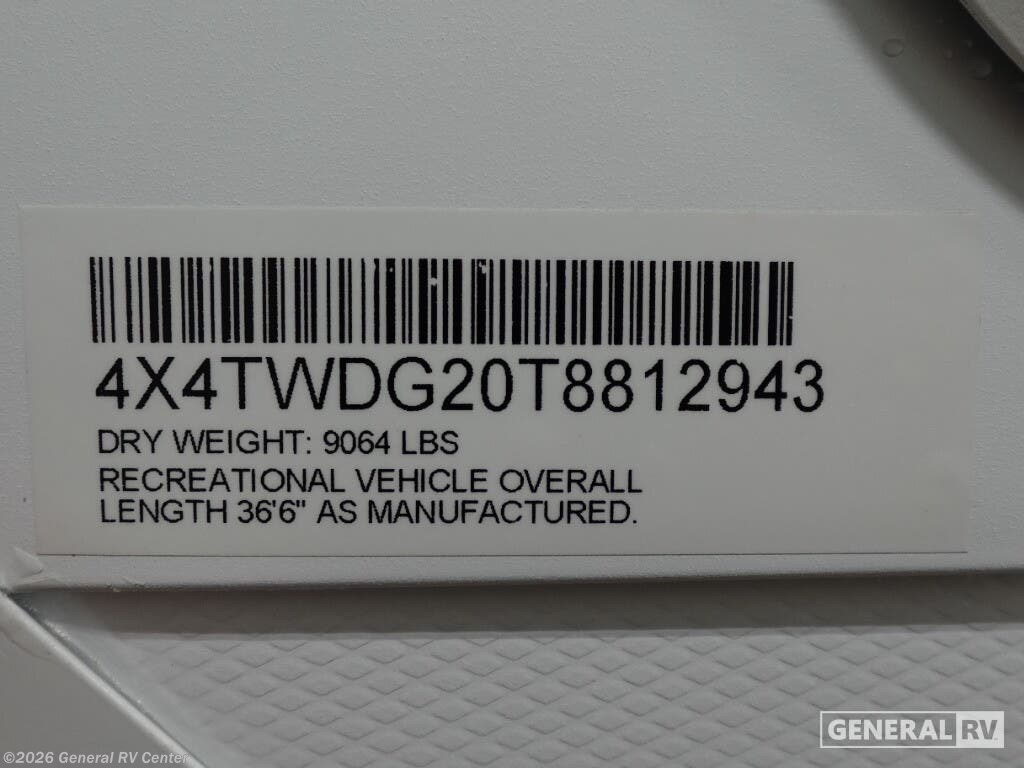 4X4TWDG20T8812943
DRY WEIGHT: 9064 LBS
RECREATIONAL VEHICLE OVERALL
LENGTH 36'6" AS MANUFACTURED.
GENERAL RV
©2026 General RV Center